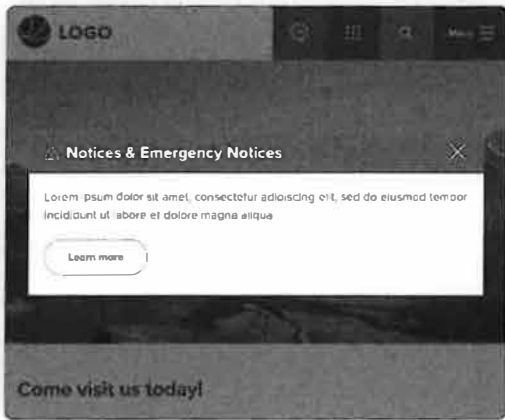 LOGO
Menu
Notices & Emergency Notices
Lorem ipsum dolor sit amet, consectetur adipiscing elit, sed do eiusmod tempor
incididunt ut labore et dolore magna aliqua
Learn more
Come visit us today!